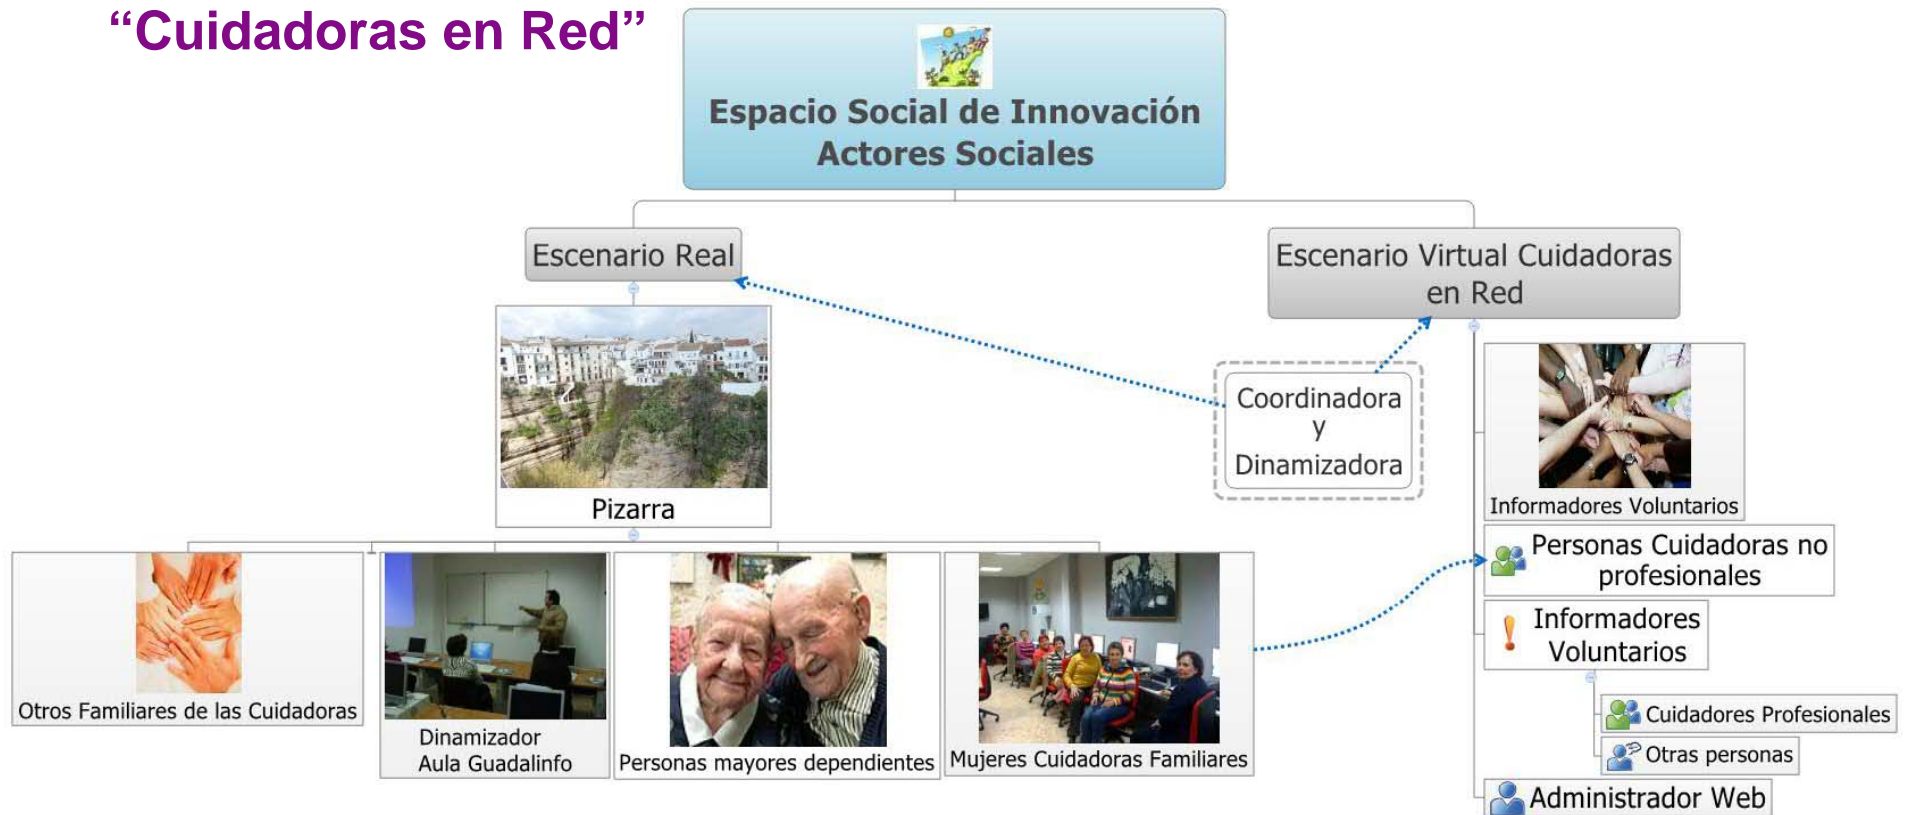 “Cuidadoras en Red”
Espacio Social de Innovación
Actores Sociales
Escenario Real
Escenario Virtual Cuidadoras
en Red
Coordinadora
y
Dinamizadora
Pizarra
Otros Familiares de las Cuidadoras
Dinamizador
Aula Guadalinfo
Personas mayores dependientes
Mujeres Cuidadoras Familiares
Informadores Voluntarios
Personas Cuidadoras no
profesionales
Informadores
Voluntarios
Cuidadores Profesionales
Otras personas
Administrador Web